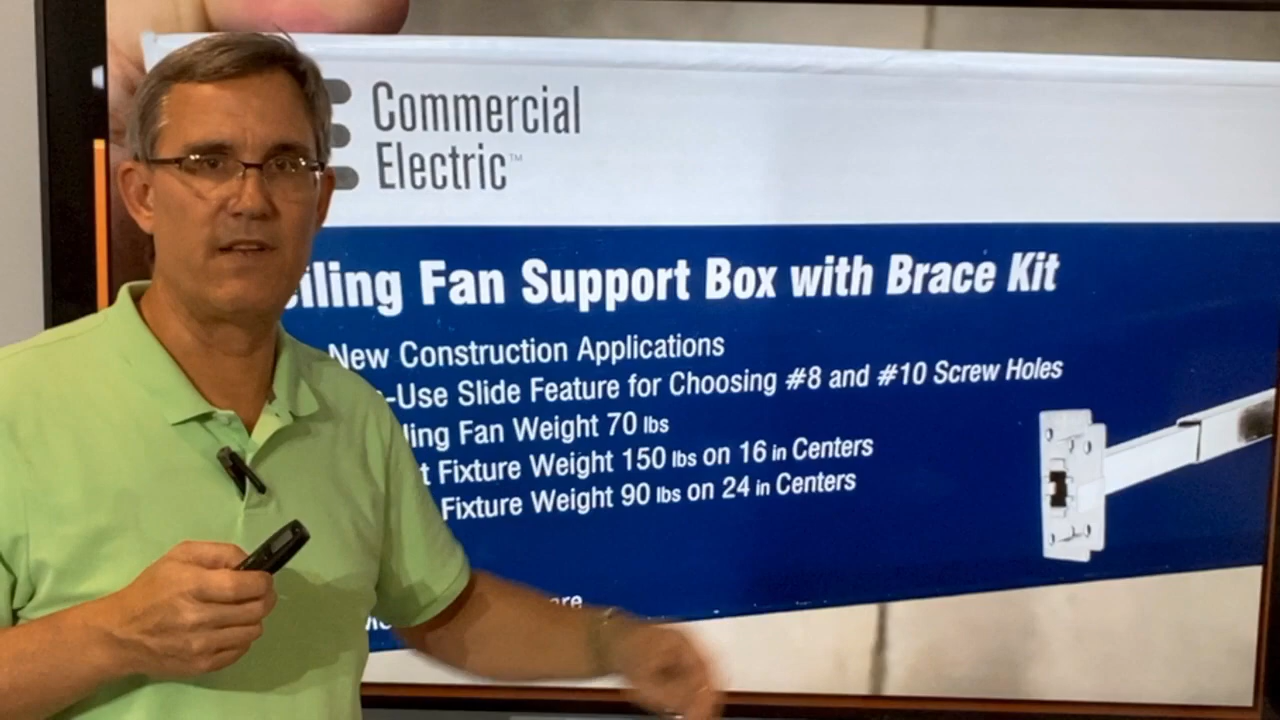 Commercial
Electric™
iling Fan Support Box with Brace Kit
New Construction Applications
-Use Slide Feature for Choosing #8 and #10 Screw Holes
ling Fan Weight 70 lbs
t Fixture Weight 150 lbs on 16 in Centers
Fixture Weight 90 lbs on 24 in Centers
are